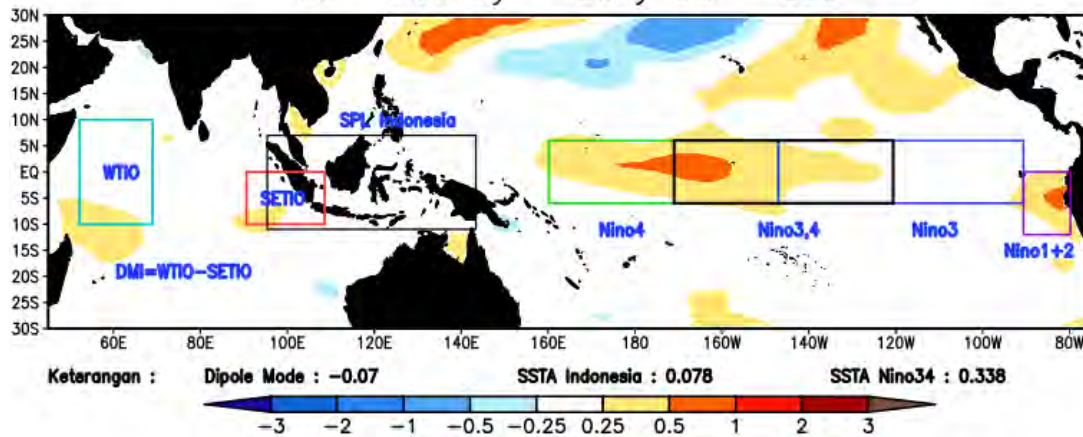 30N
25N
20N
15N
10N
5N
EQ
5S
10S
15S
20S
25S
30S
SPL Indonesia
WTIO
SETIO
Nino4
Nino3,4
Nino3
Nino1+2
DMI=WTIO-SETIO
60E 80E 100E 120E 140E 160E 180 160W 140W 120W 100W 80W
Keterangan : Dipole Mode : -0.07 SSTA Indonesia : 0.078 SSTA Nino34 : 0.338
-3 -2 -1 -0.5 -0.25 0.25 0.5 1 2 3